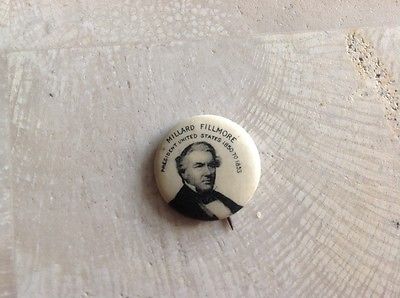 MILLARD FILLMORE
PRESIDENT UNITED STATES 1850 TO 1853